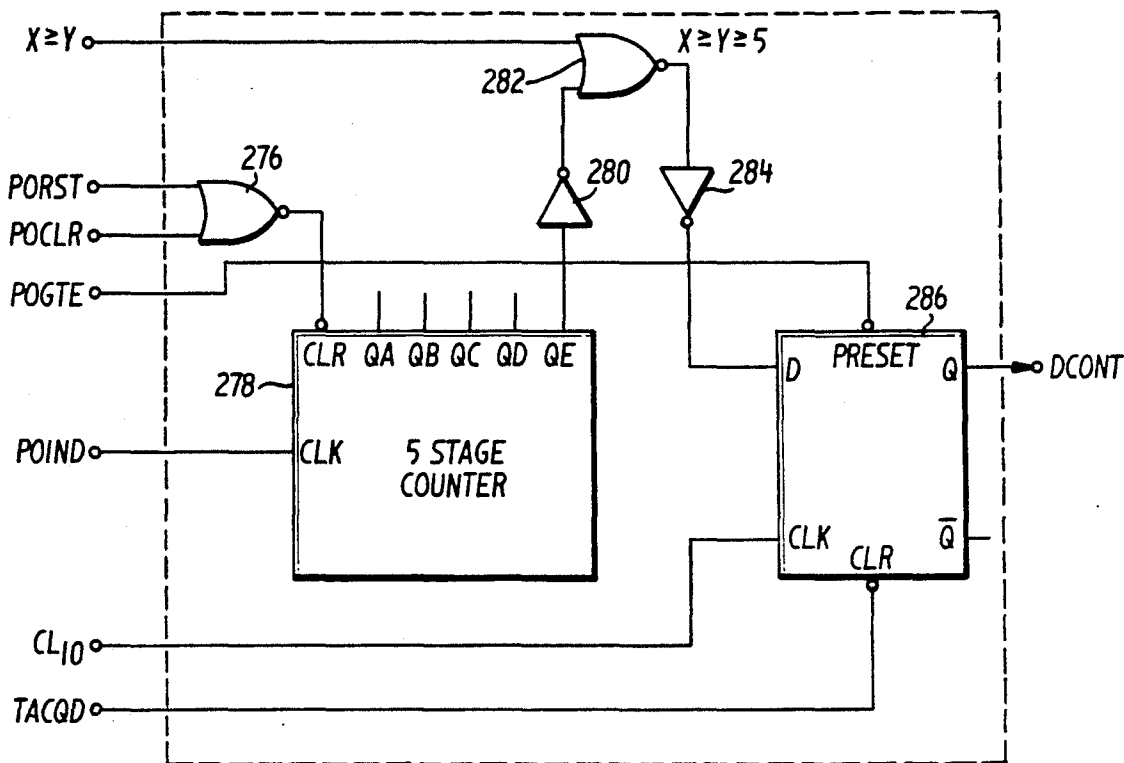 X≥Y
X≥Y≥5
282
276
280
284
PORST
POCLR
POGTE
286
CLR QA QB QC QD QE
PRESET
D
Q
DCONT
278
POIND
CLK
5 STAGE
COUNTER
CLK
Q̅
CLR
CL10
TACQD